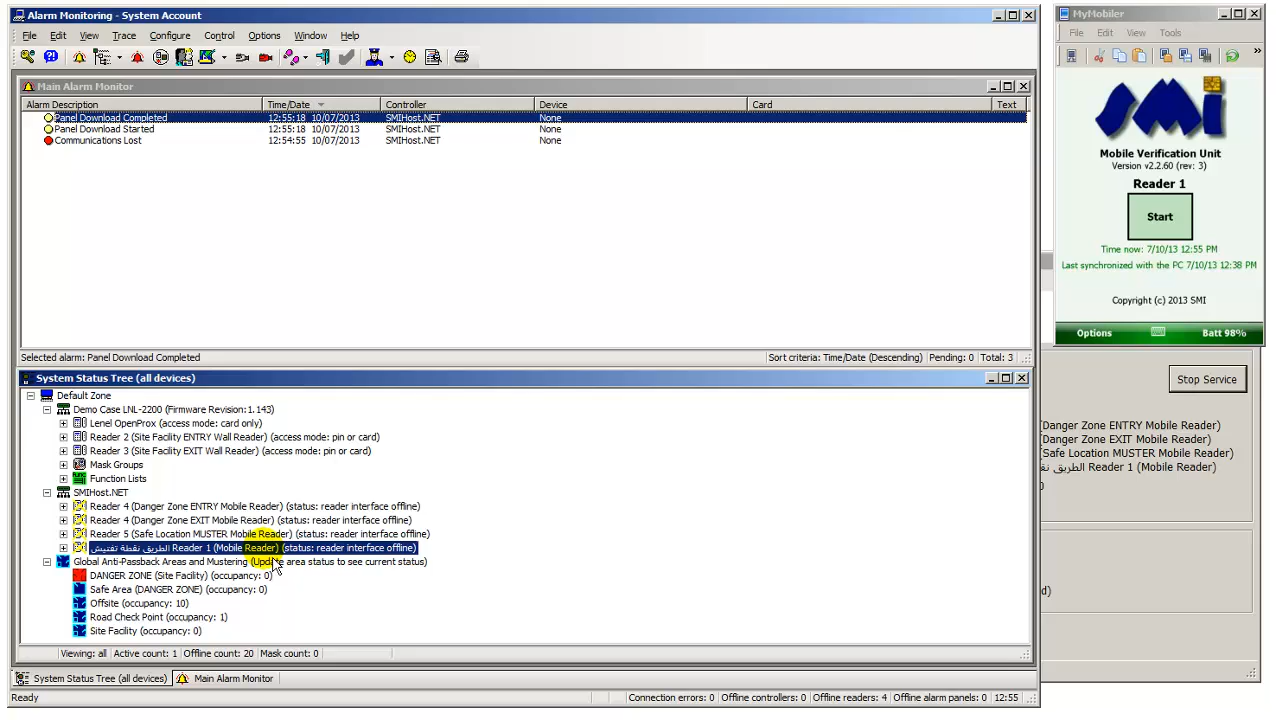 Alarm Monitoring - System Account
File Edit View Trace Configure Control Options Window Help
Main Alarm Monitor
Alarm Description Time/Date Controller Device Card Text
Panel Download Completed 12:55:18 10/07/2013 SMIHost.NET None
Panel Download Started 12:55:18 10/07/2013 SMIHost.NET None
Communications Lost 12:54:55 10/07/2013 SMIHost.NET None
Selected alarm: Panel Download Completed Sort criteria: Time/Date (Descending) Pending: 0 Total: 3
System Status Tree (all devices)
Default Zone
Demo Case LNL-2200 (Firmware Revision:1.143)
Lenel OpenProx (access mode: card only)
Reader 2 (Site Facility ENTRY Wall Reader) (access mode: pin or card)
Reader 3 (Site Facility EXIT Wall Reader) (access mode: pin or card)
Mask Groups
Function Lists
SMIHost.NET
Reader 4 (Danger Zone ENTRY Mobile Reader) (status: reader interface offline)
Reader 4 (Danger Zone EXIT Mobile Reader) (status: reader interface offline)
Reader 5 (Safe Location MUSTER Mobile Reader) (status: reader interface offline)
الطريق نقطة تفتيش Reader 1 (Mobile Reader) (status: reader interface offline)
Global Anti-Passback Areas and Mustering (Update area status to see current status)
DANGER ZONE (Site Facility) (occupancy: 0)
Safe Area (DANGER ZONE) (occupancy: 0)
Offsite (occupancy: 10)
Road Check Point (occupancy: 1)
Site Facility (occupancy: 0)
Viewing: all Active count: 1 Offline count: 20 Mask count: 0
System Status Tree (all devices) Main Alarm Monitor
Ready Connection errors: 0 Offline controllers: 0 Offline readers: 4 Offline alarm panels: 0 12:55
MyMobiler
File Edit View Tools
SMI
Mobile Verification Unit
Version v2.2.60 (rev: 3)
Reader 1
Start
Time now: 7/10/13 12:55 PM
Last synchronized with the PC 7/10/13 12:38 PM
Copyright (c) 2013 SMI
Options Batt 98%
Stop Service
(Danger Zone ENTRY Mobile Reader)
(Danger Zone EXIT Mobile Reader)
(Safe Location MUSTER Mobile Reader)
الطريق نق Reader 1 (Mobile Reader)